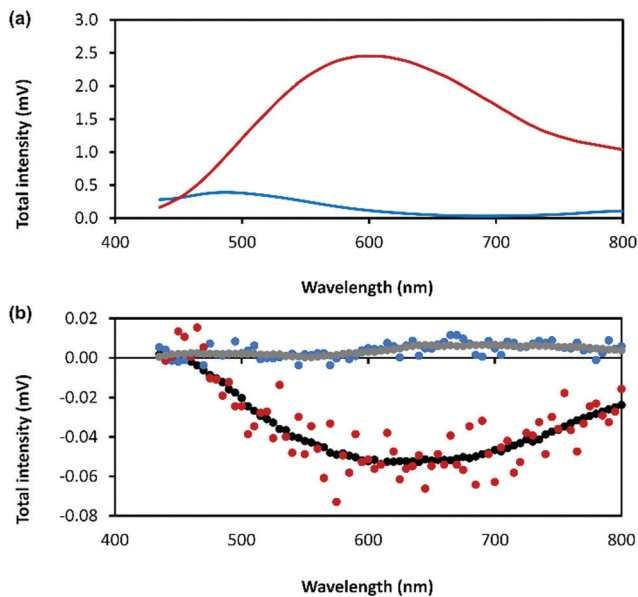 (a)
3.0
2.5
2.0
1.5
1.0
0.5
0.0
Total intensity (mV)
400 500 600 700 800
Wavelength (nm)
(b)
0.02
0.00
-0.02
-0.04
-0.06
-0.08
Total intensity (mV)
400 500 600 700 800
Wavelength (nm)